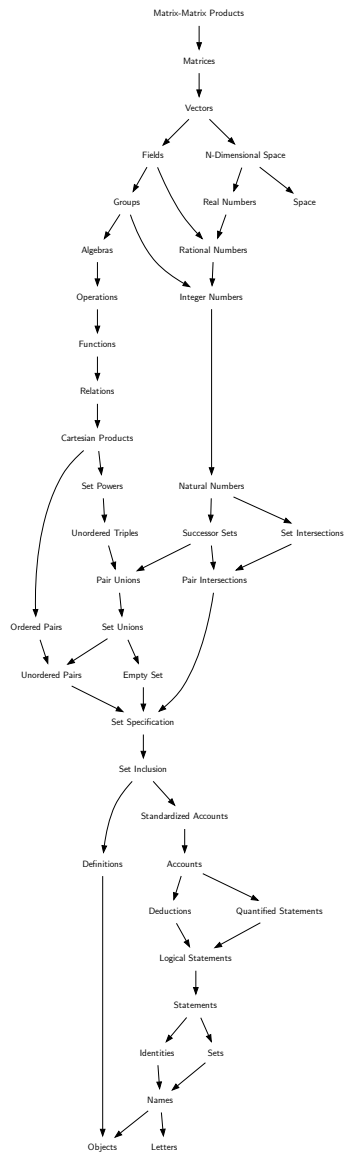 Matrix-Matrix Products
Matrices
Vectors
Fields
N-Dimensional Space
Groups
Real Numbers
Space
Algebras
Rational Numbers
Operations
Integer Numbers
Functions
Relations
Cartesian Products
Set Powers
Natural Numbers
Unordered Triples
Successor Sets
Set Intersections
Pair Unions
Pair Intersections
Ordered Pairs
Set Unions
Unordered Pairs
Empty Set
Set Specification
Set Inclusion
Standardized Accounts
Definitions
Accounts
Deductions
Quantified Statements
Logical Statements
Statements
Identities
Sets
Names
Objects
Letters